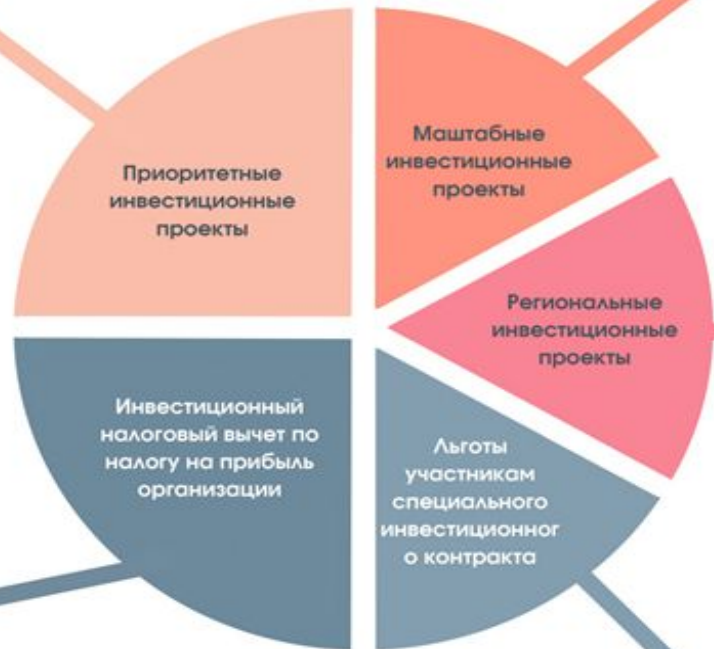 Приоритетные
инвестиционные
проекты
Маштабные
инвестиционные
проекты
Региональные
инвестиционные
проекты
Инвестиционный
налоговый вычет по
налогу на прибыль
организации
Льготы
участникам
специального
инвестиционног
о контракта